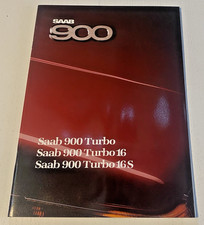 SAAB
900
Saab 900 Turbo
Saab 900 Turbo 16
Saab 900 Turbo 16 S